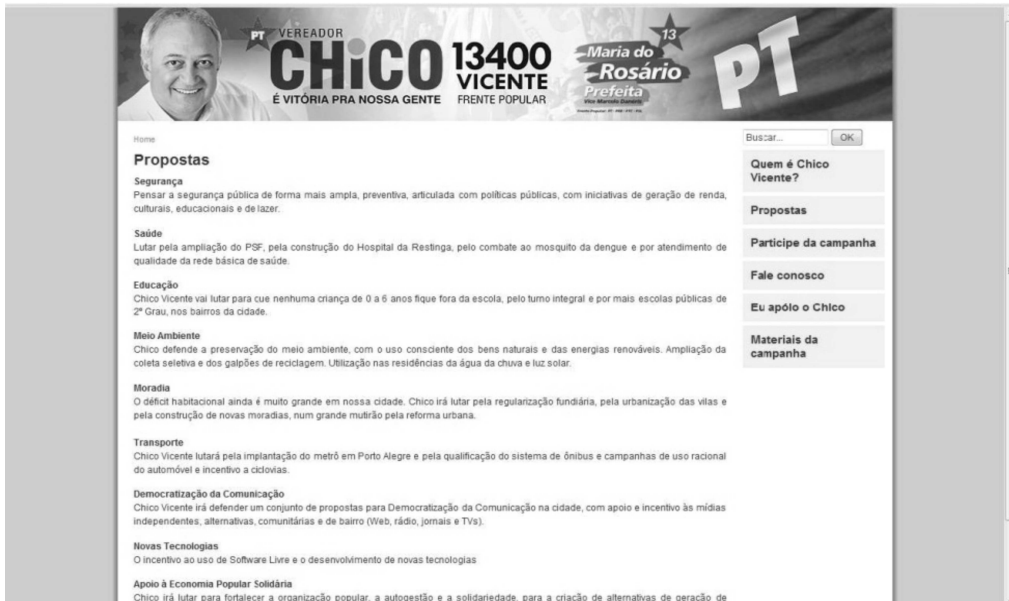 PT
VEREADOR
CHiCO
É VITÓRIA PRA NOSSA GENTE
13400
VICENTE
FRENTE POPULAR
13
Maria do
Rosário
Prefeita
PT
Home
Propostas
Segurança
Pensar a segurança pública de forma mais ampla, preventiva, articulada com políticas públicas, com iniciativas de geração de renda,
culturais, educacionais e de lazer.
Saúde
Lutar pela ampliação do PSF, pela construção do Hospital da Restinga, pelo combate ao mosquito da dengue e por atendimento de
qualidade da rede básica de saúde.
Educação
Chico Vicente vai lutar para que nenhuma criança de 0 a 6 anos fique fora da escola, pelo turno integral e por mais escolas públicas de
2ª Grau, nos bairros da cidade.
Meio Ambiente
Chico defende a preservação do meio ambiente, com o uso consciente dos bens naturais e das energias renováveis. Ampliação da
coleta seletiva e dos galpões de reciclagem. Utilização nas residências da água da chuva e luz solar.
Moradia
O déficit habitacional ainda é muito grande em nossa cidade. Chico irá lutar pela regularização fundiária, pela urbanização das vilas e
pela construção de novas moradias, num grande mutirão pela reforma urbana.
Transporte
Chico Vicente lutará pela implantação do metrô em Porto Alegre e pela qualificação do sistema de ônibus e campanhas de uso racional
do automóvel e incentivo a ciclovias.
Democratização da Comunicação
Chico Vicente irá defender um conjunto de propostas para Democratização da Comunicação na cidade, com apoio e incentivo às mídias
independentes, alternativas, comunitárias e de bairro (Web, rádio, jornais e TVs).
Novas Tecnologias
O incentivo ao uso de Software Livre e o desenvolvimento de novas tecnologias
Apoio à Economia Popular Solidária
Chico irá lutar para fortalecer a organização popular, a autogestão e a solidariedade, para a criação de alternativas de geração de
Buscar...
OK
Quem é Chico
Vicente?
Propostas
Participe da campanha
Fale conosco
Eu apóio o Chico
Materiais da
campanha